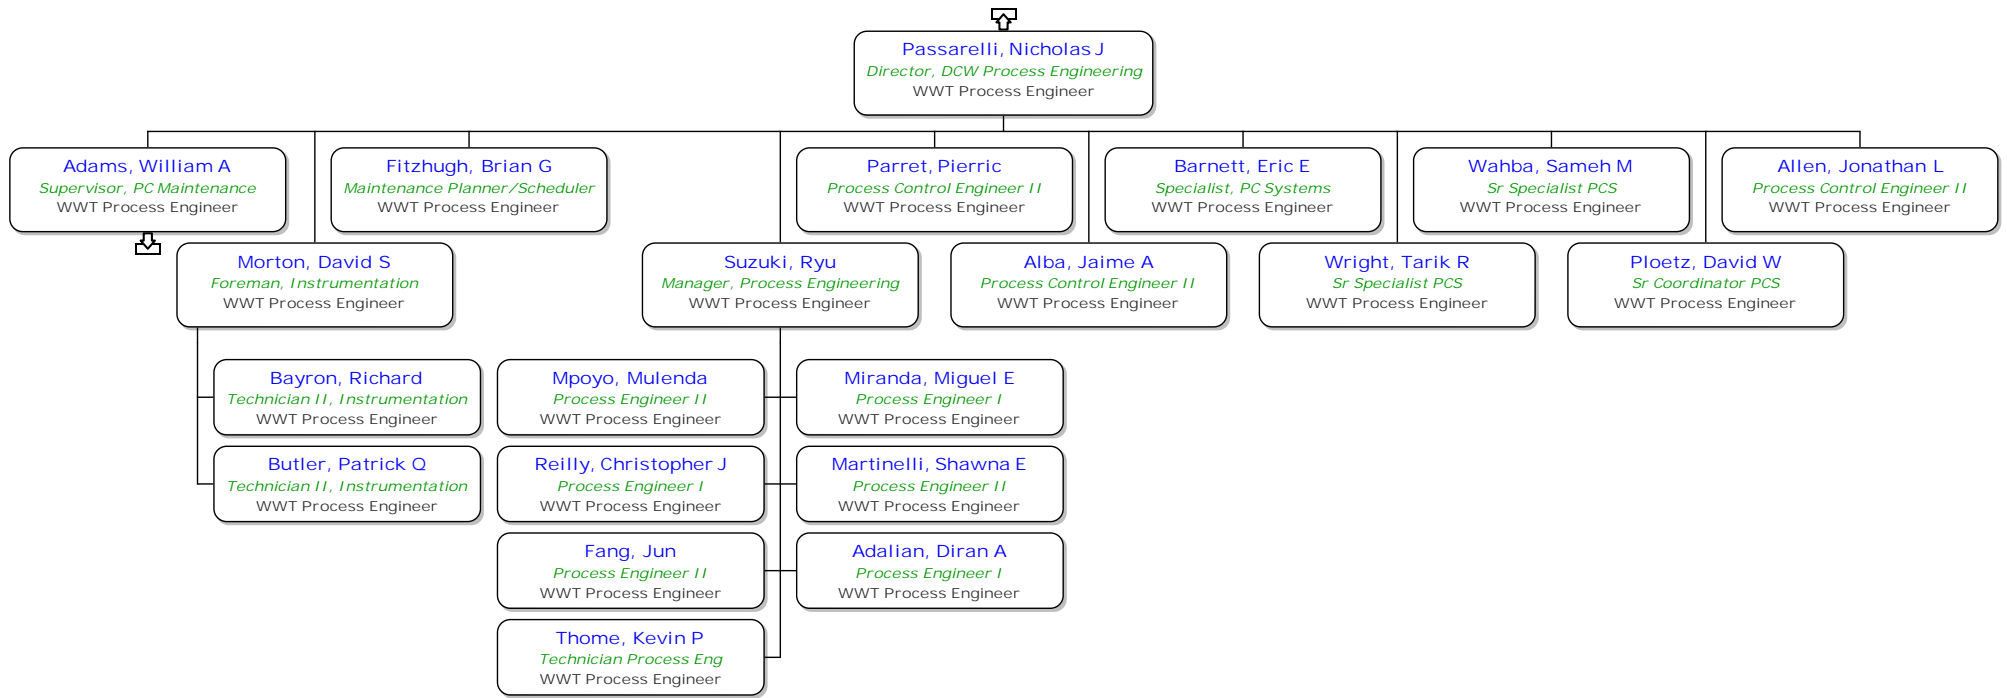 Passarelli, Nicholas J
Director, DCW Process Engineering
WWT Process Engineer
Adams, William A
Supervisor, PC Maintenance
WWT Process Engineer
Fitzhugh, Brian G
Maintenance Planner/Scheduler
WWT Process Engineer
Parret, Pierric
Process Control Engineer II
WWT Process Engineer
Barnett, Eric E
Specialist, PC Systems
WWT Process Engineer
Wahba, Sameh M
Sr Specialist PCS
WWT Process Engineer
Allen, Jonathan L
Process Control Engineer II
WWT Process Engineer
Morton, David S
Foreman, Instrumentation
WWT Process Engineer
Suzuki, Ryu
Manager, Process Engineering
WWT Process Engineer
Alba, Jaime A
Process Control Engineer II
WWT Process Engineer
Wright, Tarik R
Sr Specialist PCS
WWT Process Engineer
Ploetz, David W
Sr Coordinator PCS
WWT Process Engineer
Bayron, Richard
Technician II, Instrumentation
WWT Process Engineer
Mpoyo, Mulenda
Process Engineer II
WWT Process Engineer
Miranda, Miguel E
Process Engineer I
WWT Process Engineer
Butler, Patrick Q
Technician II, Instrumentation
WWT Process Engineer
Reilly, Christopher J
Process Engineer I
WWT Process Engineer
Martinelli, Shawna E
Process Engineer II
WWT Process Engineer
Fang, Jun
Process Engineer II
WWT Process Engineer
Adalian, Diran A
Process Engineer I
WWT Process Engineer
Thome, Kevin P
Technician Process Eng
WWT Process Engineer